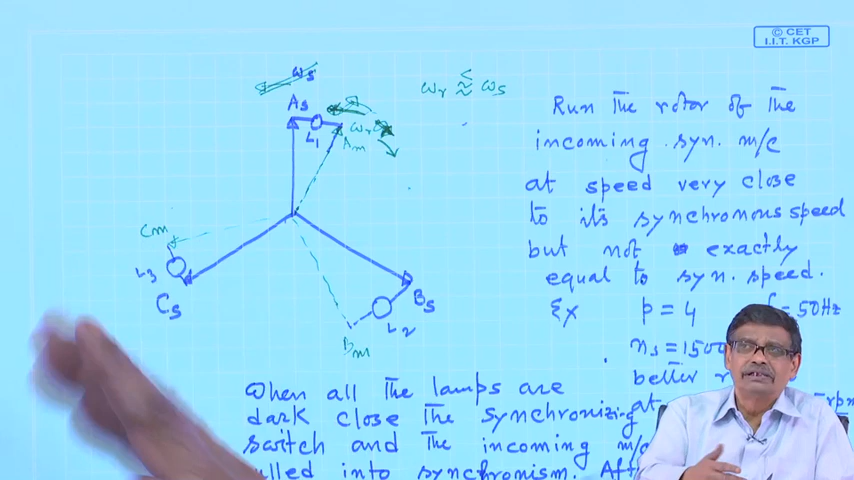 © CET
I.I.T. KGP
ωs
As
L1
ωr
Am
ωr ≲≈ ωs
Cm
L3
Cs
Bs
L2
Bm
Run The rotor of the
incoming syn. m/c
at speed very close
to its synchronous speed
but not exactly
equal to syn. speed.
Ex p = 4 = 50Hz
ns = 1500
better
at rpm
When all the lamps are
dark close the synchronizing
switch and the incoming m/c
pulled into synchronism.